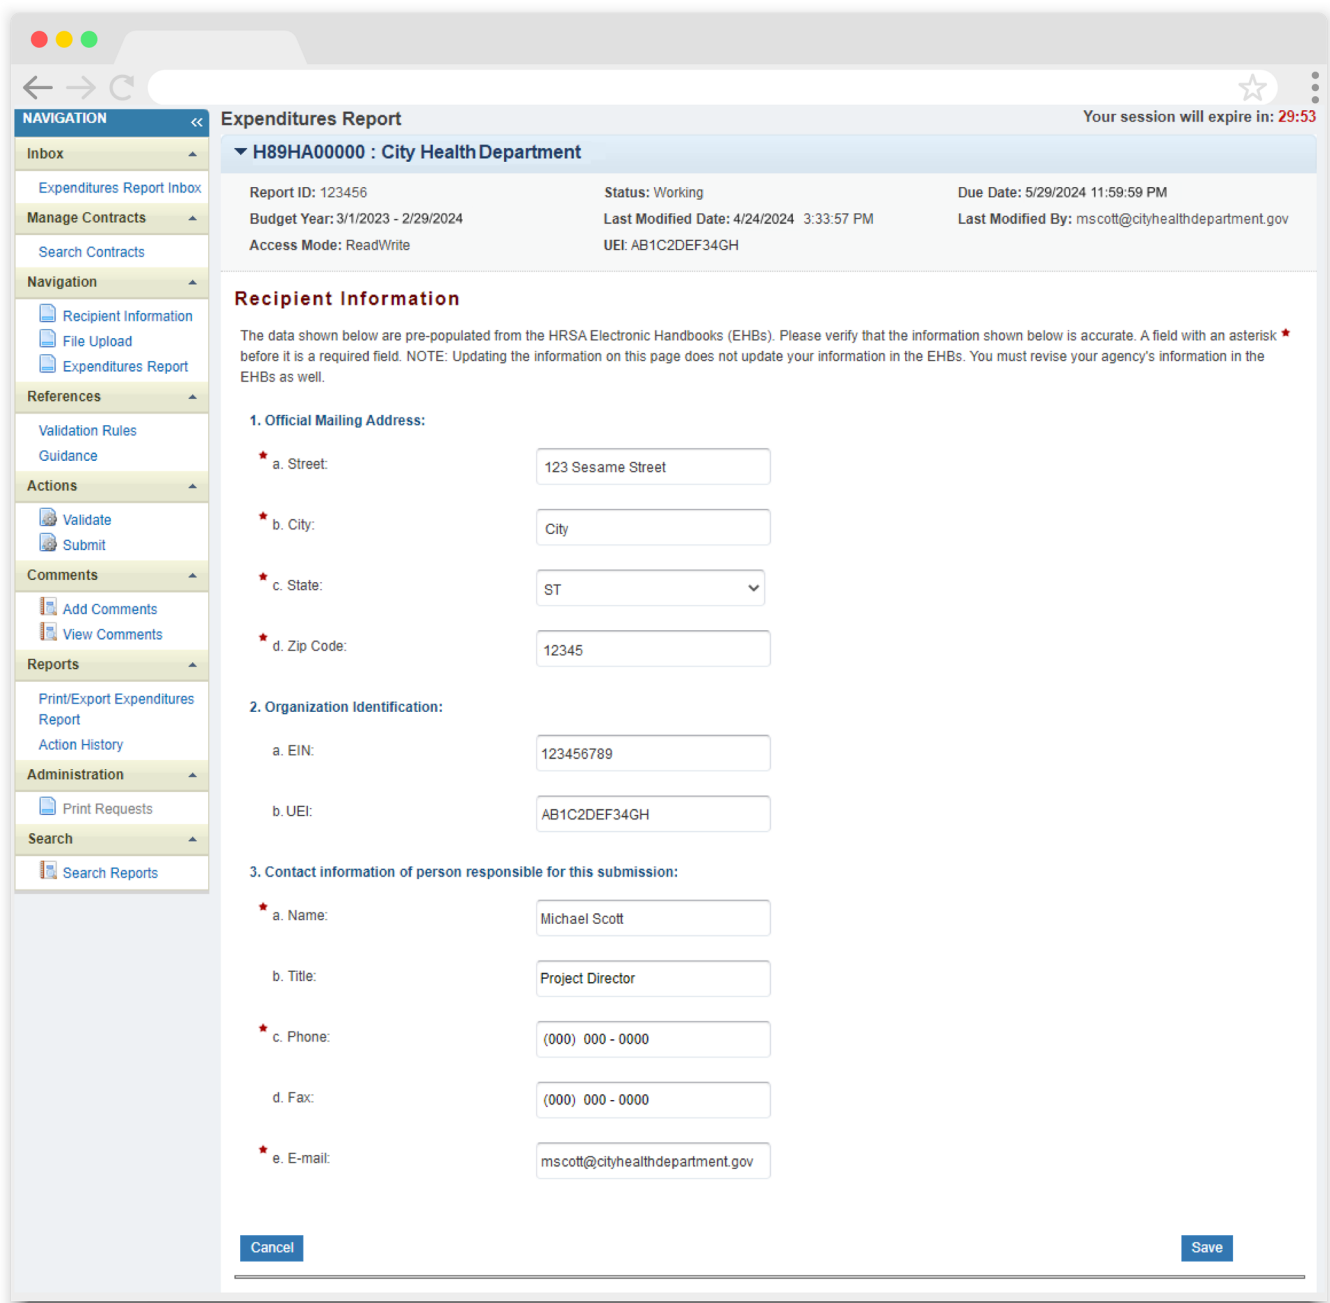 NAVIGATION «
Inbox
Expenditures Report Inbox
Manage Contracts
Search Contracts
Navigation
Recipient Information
File Upload
Expenditures Report
References
Validation Rules
Guidance
Actions
Validate
Submit
Comments
Add Comments
View Comments
Reports
Print/Export Expenditures
Report
Action History
Administration
Print Requests
Search
Search Reports
Expenditures Report
Your session will expire in: 29:53
H89HA00000 : City Health Department
Report ID: 123456 Status: Working Due Date: 5/29/2024 11:59:59 PM
Budget Year: 3/1/2023 - 2/29/2024 Last Modified Date: 4/24/2024 3:33:57 PM Last Modified By: mscott@cityhealthdepartment.gov
Access Mode: ReadWrite UEI: AB1C2DEF34GH
Recipient Information
The data shown below are pre-populated from the HRSA Electronic Handbooks (EHBs). Please verify that the information shown below is accurate. A field with an asterisk ★
before it is a required field. NOTE: Updating the information on this page does not update your information in the EHBs. You must revise your agency's information in the
EHBs as well.
1. Official Mailing Address:
★ a. Street: 123 Sesame Street
★ b. City: City
★ c. State: ST
★ d. Zip Code: 12345
2. Organization Identification:
a. EIN: 123456789
b. UEI: AB1C2DEF34GH
3. Contact information of person responsible for this submission:
★ a. Name: Michael Scott
b. Title: Project Director
★ c. Phone: (000) 000 - 0000
d. Fax: (000) 000 - 0000
★ e. E-mail: mscott@cityhealthdepartment.gov
Cancel Save